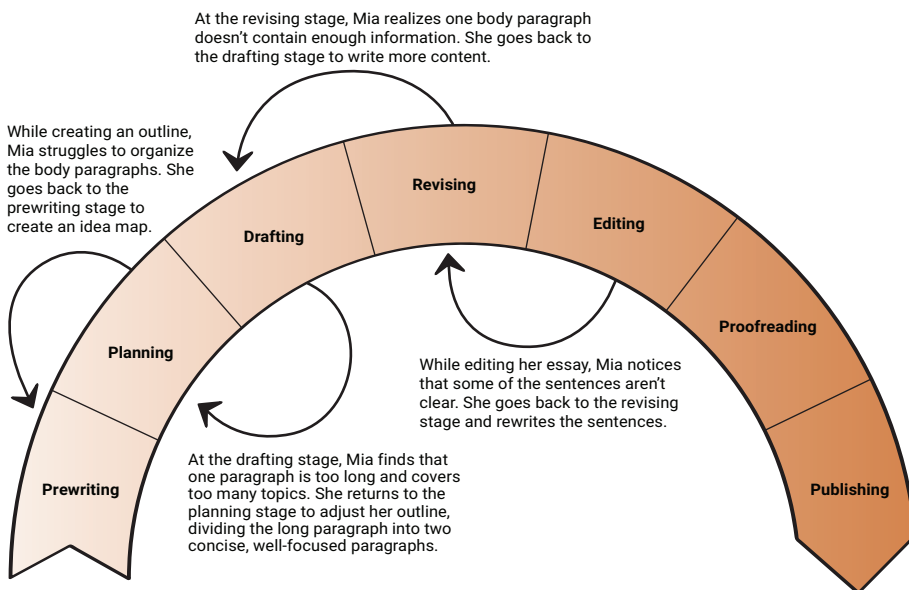 At the revising stage, Mia realizes one body paragraph
doesn't contain enough information. She goes back to
the drafting stage to write more content.
While creating an outline,
Mia struggles to organize
the body paragraphs. She
goes back to the
prewriting stage to
create an idea map.
Revising
Editing
Drafting
Proofreading
Planning
While editing her essay, Mia notices
that some of the sentences aren't
clear. She goes back to the revising
stage and rewrites the sentences.
At the drafting stage, Mia finds that
one paragraph is too long and covers
too many topics. She returns to the
planning stage to adjust her outline,
dividing the long paragraph into two
concise, well-focused paragraphs.
Prewriting
Publishing